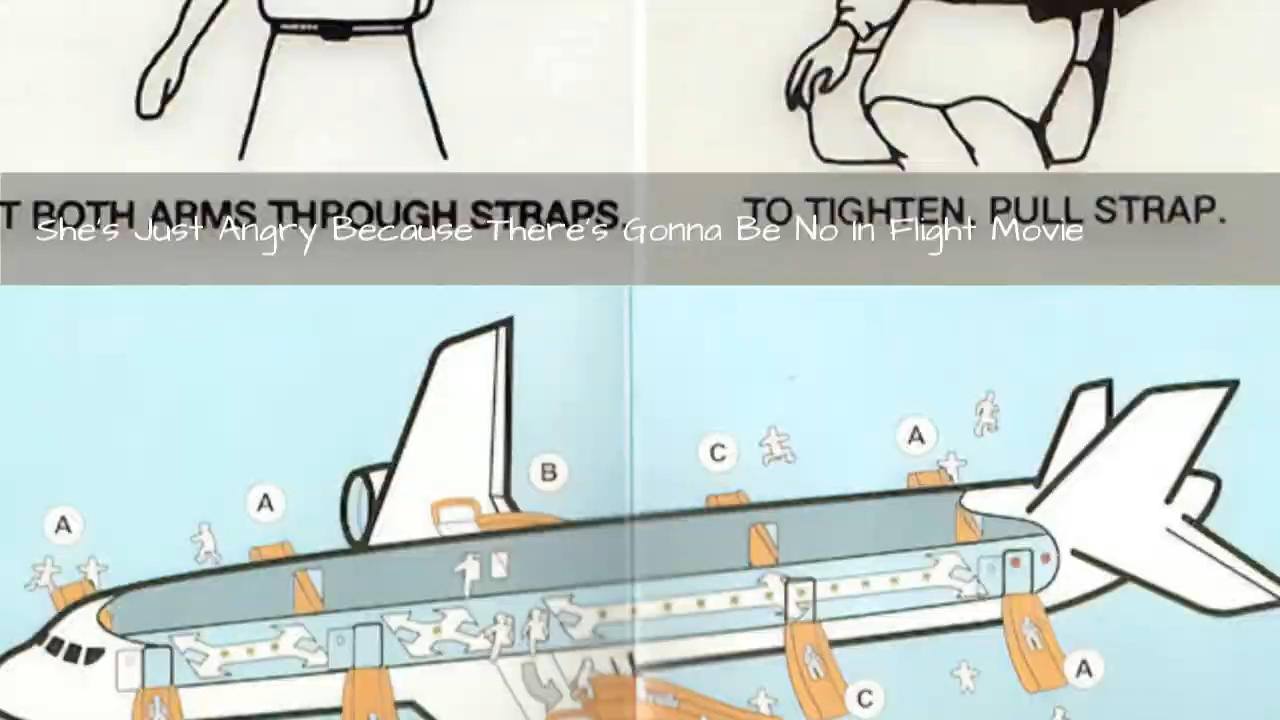 T BOTH ARMS THROUGH STRAPS.
TO TIGHTEN, PULL STRAP.
She's Just Angry Because There's Gonna Be No In Flight Movie
B
C
A
A
A
A
C